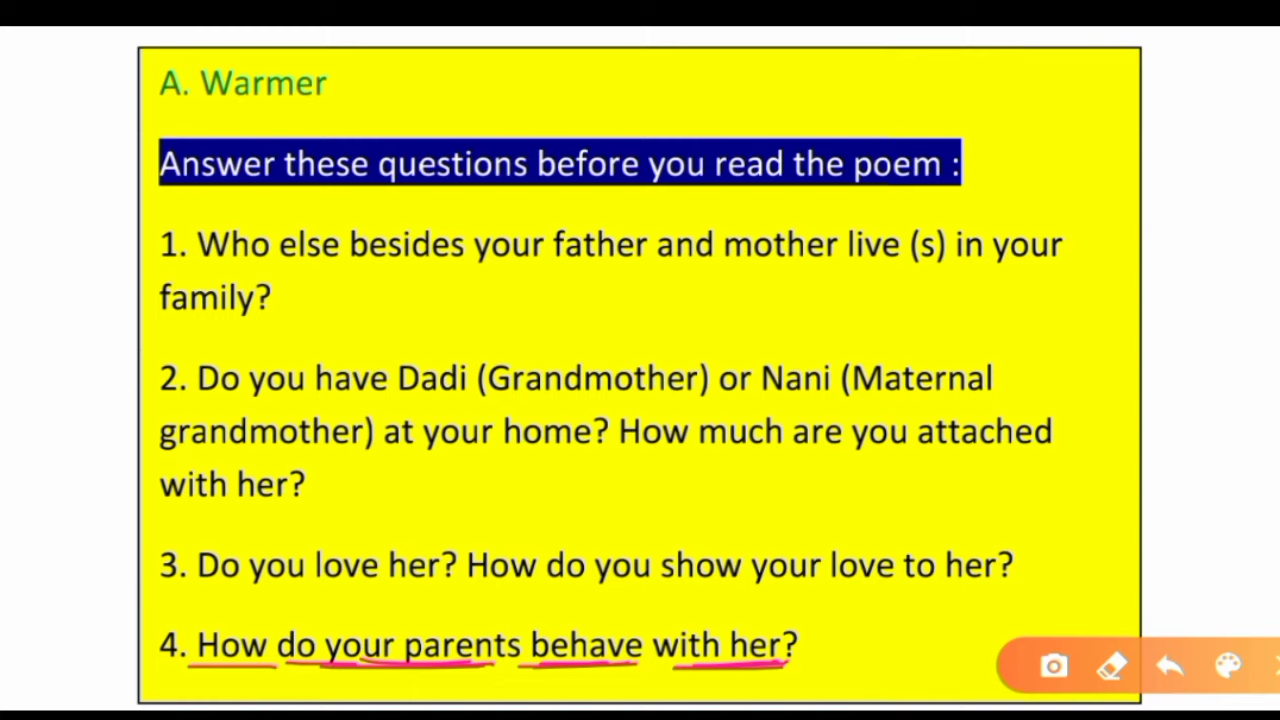 A. Warmer
Answer these questions before you read the poem :
1. Who else besides your father and mother live (s) in your
family?
2. Do you have Dadi (Grandmother) or Nani (Maternal
grandmother) at your home? How much are you attached
with her?
3. Do you love her? How do you show your love to her?
4. How do your parents behave with her?